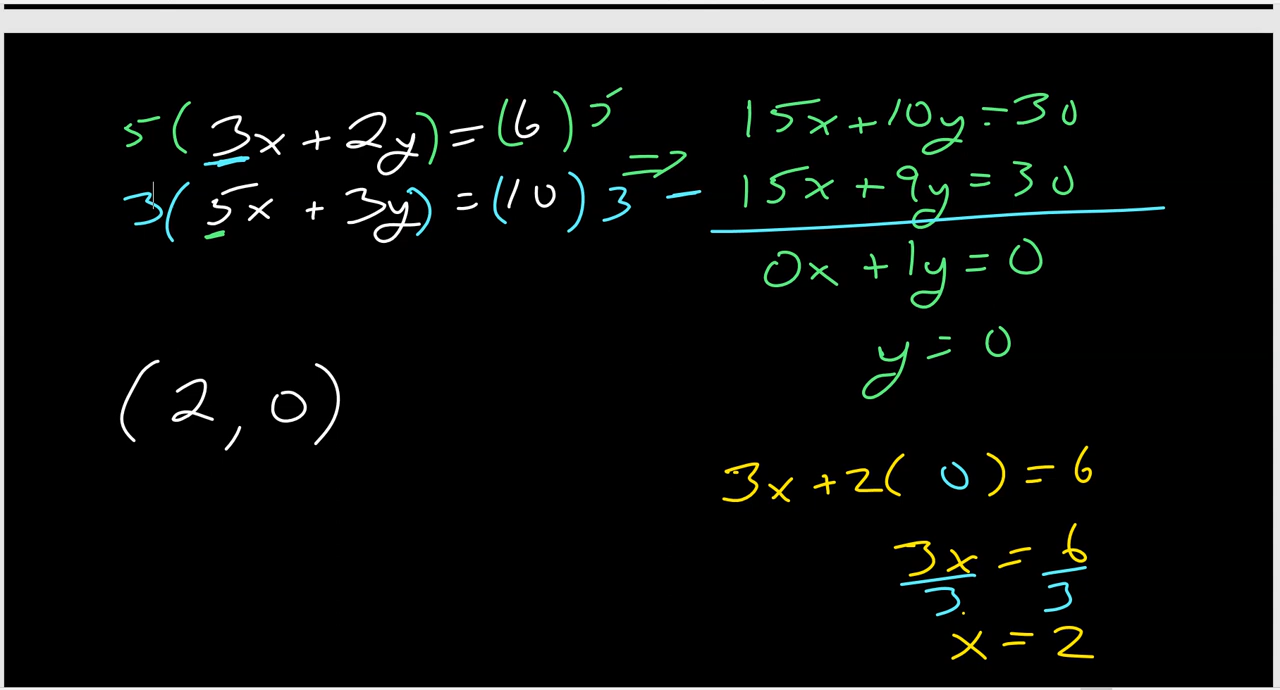 5(3x + 2y) = (6)5
3(5x + 3y) = (10)3
⇒
15x + 10y = 30
- 15x + 9y = 30
0x + 1y = 0
y = 0
(2, 0)
3x + 2( 0 ) = 6
3x = 6
3 3
x = 2